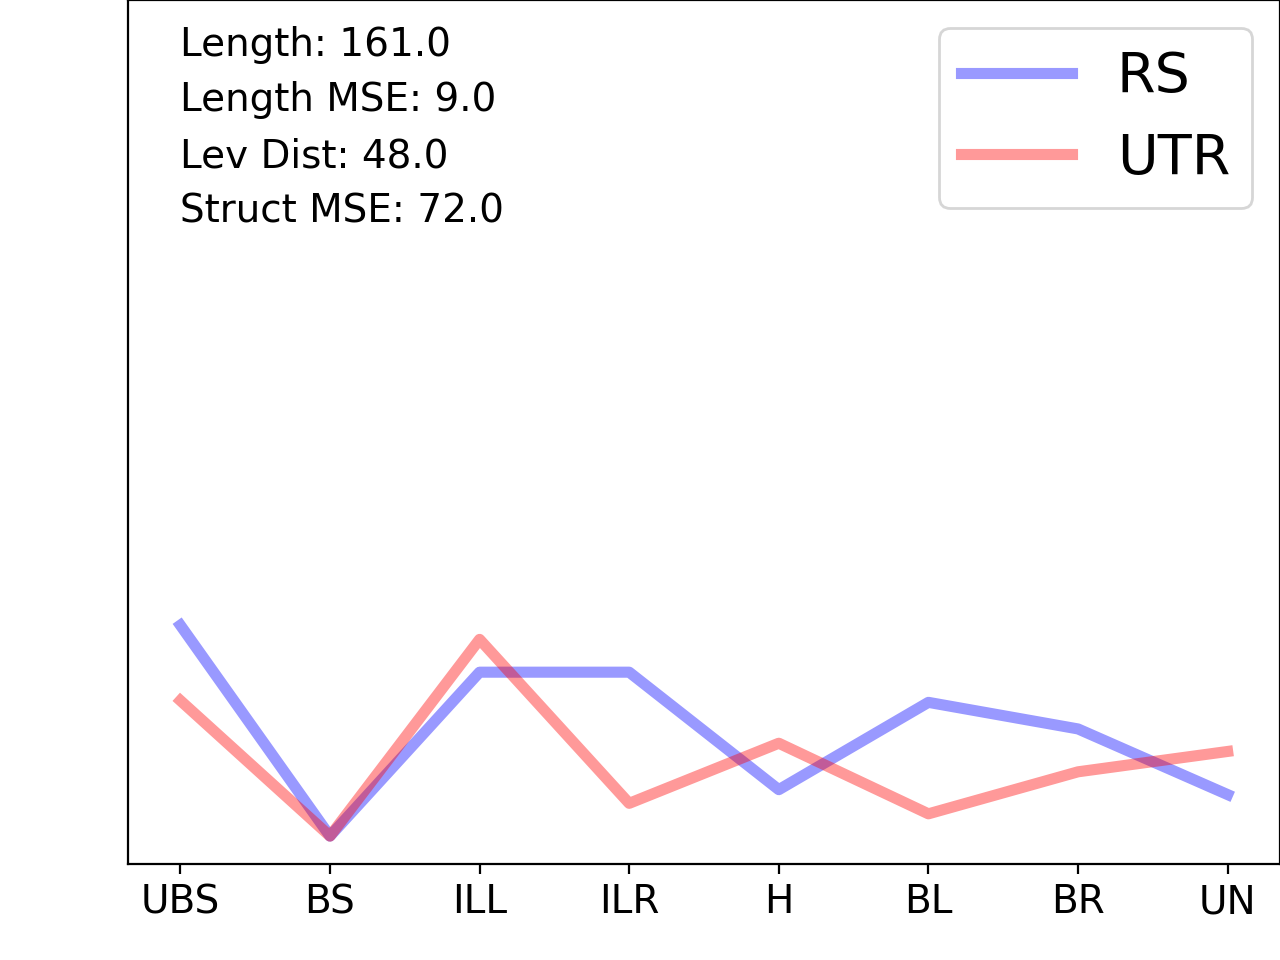 Length: 161.0
Length MSE: 9.0
Lev Dist: 48.0
Struct MSE: 72.0
RS
UTR
UBS BS ILL ILR H BL BR UN